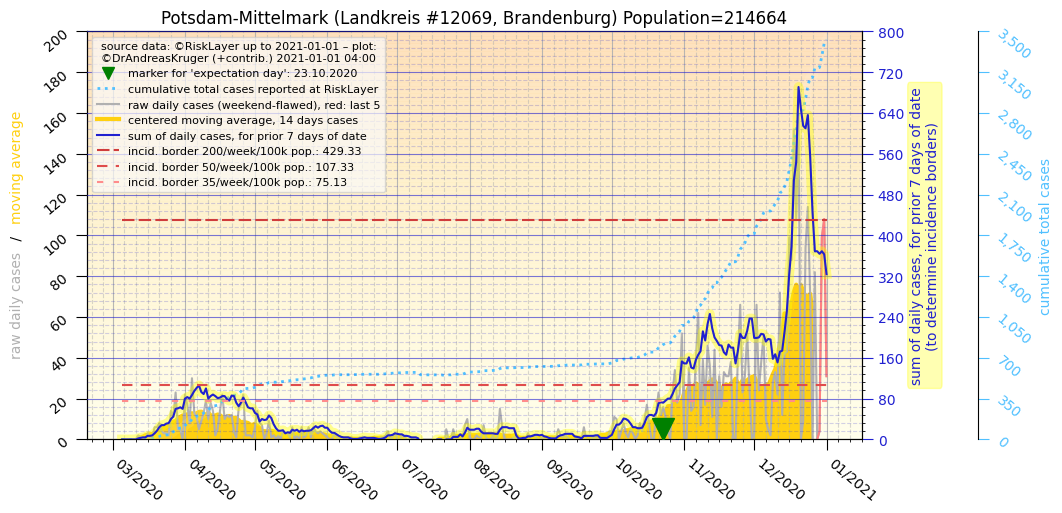 Potsdam-Mittelmark (Landkreis #12069, Brandenburg) Population=214664
source data: ©RiskLayer up to 2021-01-01 – plot:
©DrAndreasKruger (+contrib.) 2021-01-01 04:00
marker for 'expectation day': 23.10.2020
cumulative total cases reported at RiskLayer
raw daily cases (weekend-flawed), red: last 5
centered moving average, 14 days cases
sum of daily cases, for prior 7 days of date
incid. border 200/week/100k pop.: 429.33
incid. border 50/week/100k pop.: 107.33
incid. border 35/week/100k pop.: 75.13
raw daily cases / moving average
200
180
160
140
120
100
80
60
40
20
0
03/2020
04/2020
05/2020
06/2020
07/2020
08/2020
09/2020
10/2020
11/2020
12/2020
01/2021
800
720
640
560
480
400
320
240
160
80
0
sum of daily cases, for prior 7 days of date
(to determine incidence borders)
3,500
3,150
2,800
2,450
2,100
1,750
1,400
1,050
700
350
0
cumulative total cases